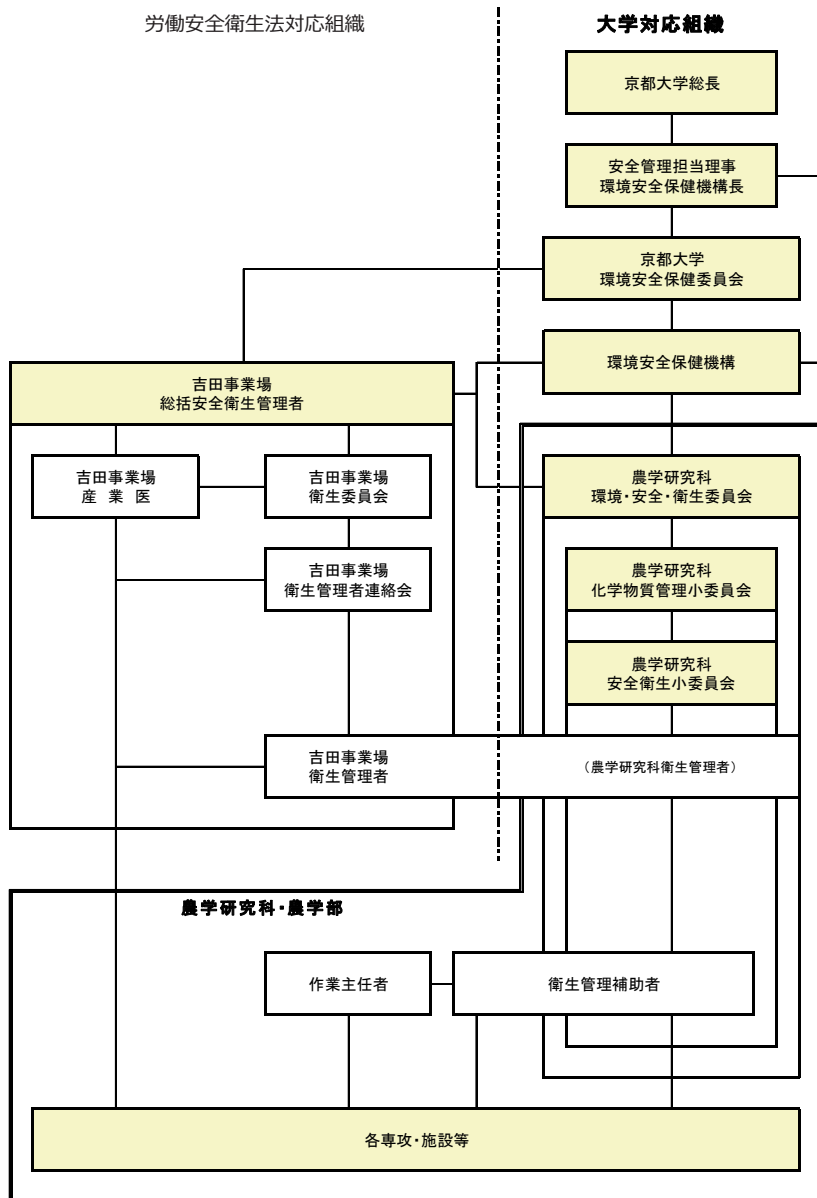 労働安全衛生法対応組織
大学対応組織
京都大学総長
安全管理担当理事
環境安全保健機構長
京都大学
環境安全保健委員会
環境安全保健機構
吉田事業場
総括安全衛生管理者
吉田事業場
産 業 医
吉田事業場
衛生委員会
農学研究科
環境・安全・衛生委員会
吉田事業場
衛生管理者連絡会
農学研究科
化学物質管理小委員会
農学研究科
安全衛生小委員会
吉田事業場
衛生管理者
（農学研究科衛生管理者）
農学研究科・農学部
作業主任者
衛生管理補助者
各専攻・施設等